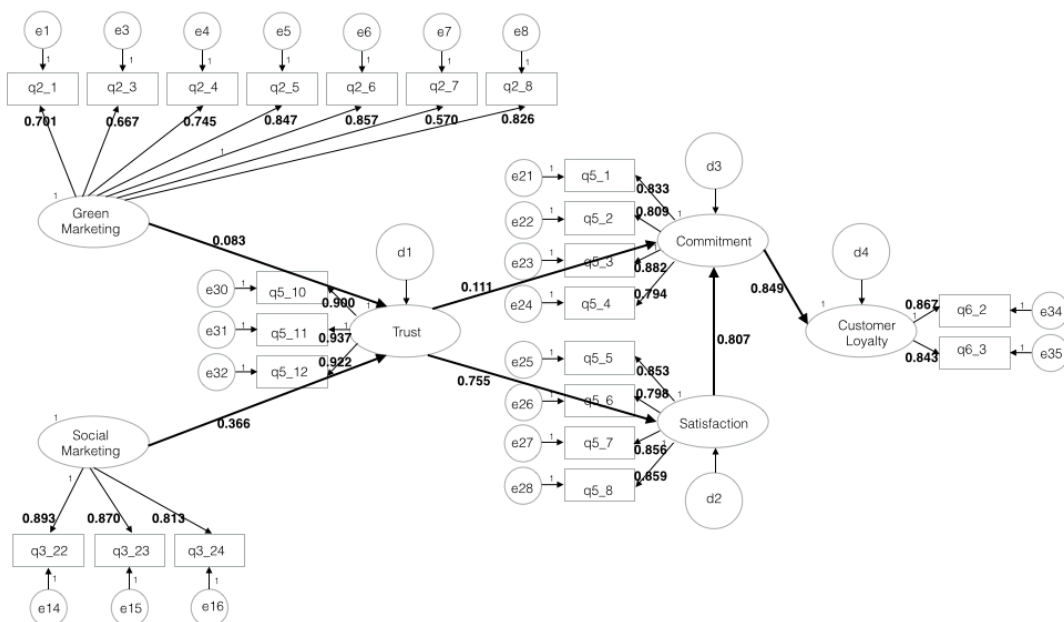 e1
e3
e4
e5
e6
e7
e8
1
1
1
1
1
1
1
q2_1
q2_3
q2_4
q2_5
q2_6
q2_7
q2_8
0.701
0.667
0.745
0.847
0.857
0.570
0.826
1
1
Green
Marketing
0.083
d1
e30
1
q5_10
0.900
1
e31
1
q5_11
1
0.937
Trust
e32
1
q5_12
0.922
0.366
1
Social
Marketing
1
0.893
0.870
0.813
q3_22
q3_23
q3_24
1
1
1
e14
e15
e16
0.111
0.755
e21
1
q5_1
0.833
e22
1
q5_2
0.809
e23
1
q5_3
0.882
e24
1
q5_4
0.794
d3
1
1
Commitment
e25
1
q5_5
0.853
e26
1
q5_6
0.798
e27
1
q5_7
0.856
e28
1
q5_8
0.859
1
1
Satisfaction
d2
0.807
0.849
d4
1
Customer
Loyalty
1
0.867
q6_2
1
e34
0.843
q6_3
1
e35